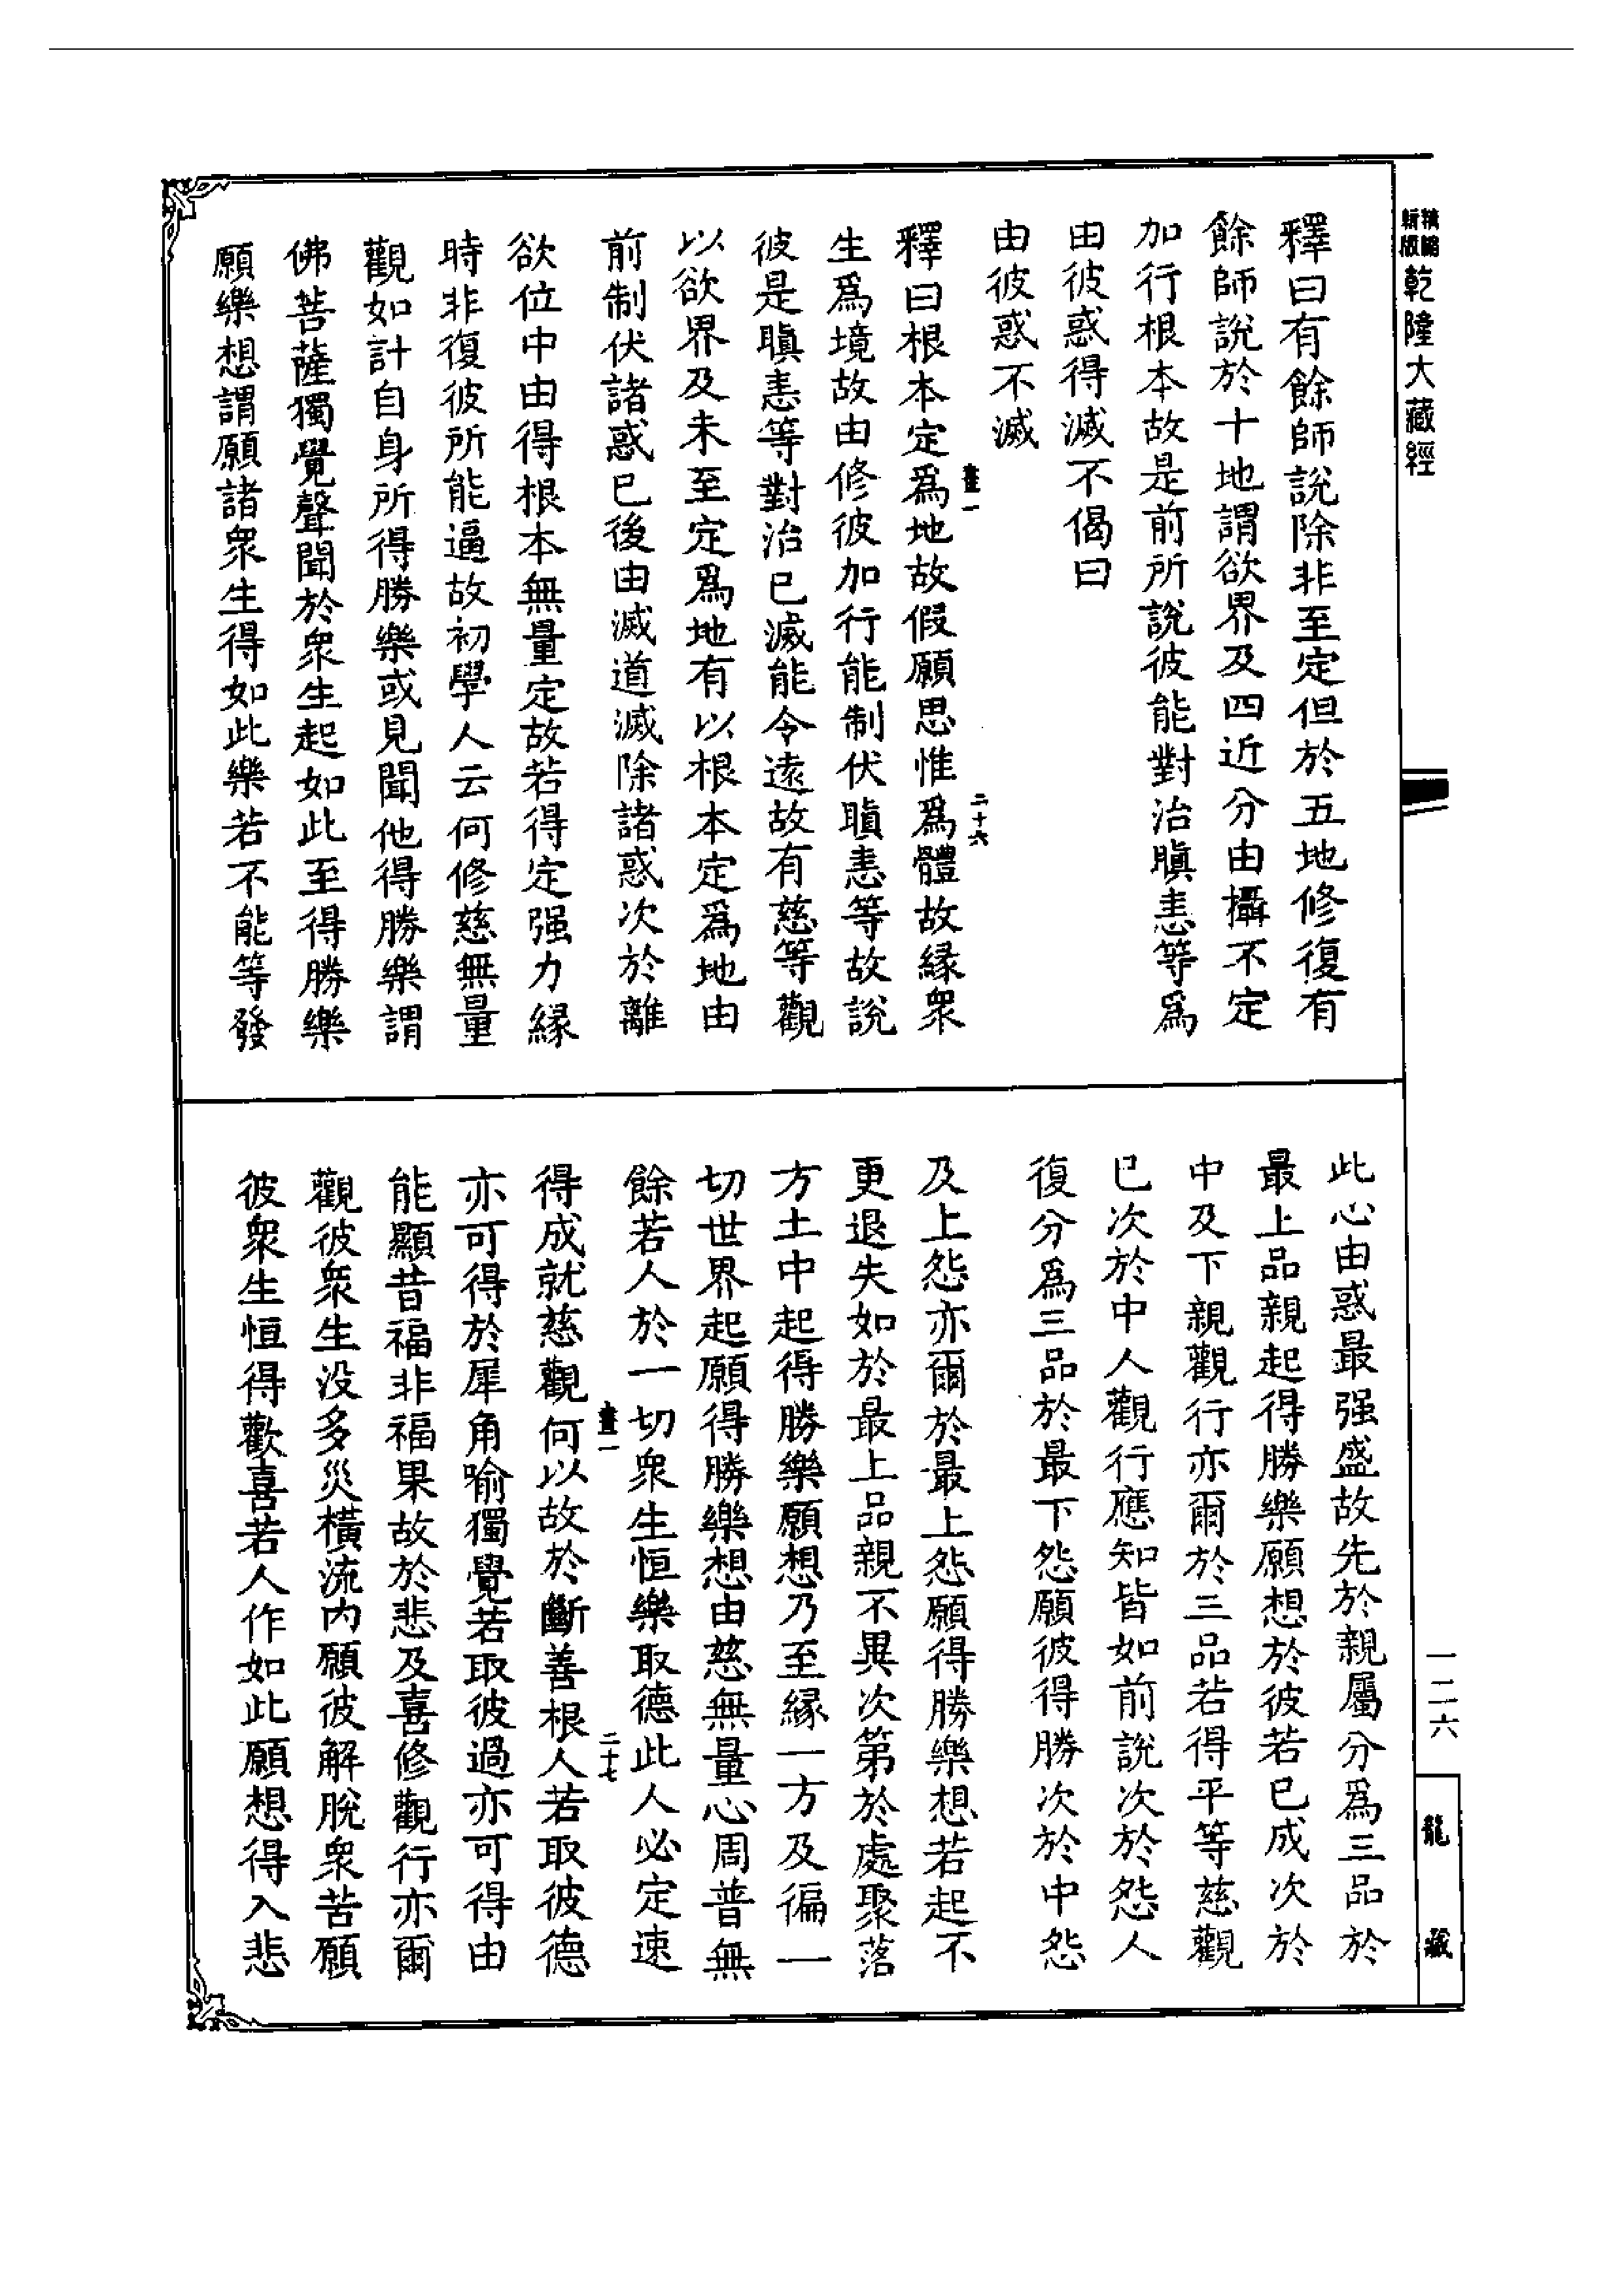 精縮
新版
乾隆大藏經
釋曰有餘師說除非至定但於五地修復有
餘師說於十地謂欲界及四近分由攝不定
加行根本故是前所說彼能對治瞋恚等爲
由彼惑得滅不偈曰
由彼惑不滅
釋曰根本定爲地故假願思惟爲體故緣衆
畫一
二十六
生爲境故由修彼加行能制伏瞋恚等故說
彼是瞋恚等對治已滅能令遠故有慈等觀
以欲界及未至定爲地有以根本定爲地由
前制伏諸惑已後由滅道滅除諸惑次於離
欲位中由得根本無量定故若得定强力緣
時非復彼所能逼故初學人云何修慈無量
觀如計自身所得勝樂或見聞他得勝樂謂
佛菩薩獨覺聲聞於衆生起如此至得勝樂
願樂想謂願諸衆生得如此樂若不能等發
此心由惑最强盛故先於親屬分爲三品於
最上品親起得勝樂願想於彼若已成次於
中及下親觀行亦爾於三品若得平等慈觀
已次於中人觀行應知皆如前說次於怨人
復分爲三品於最下怨願彼得勝次於中怨
及上怨亦爾於最上怨願得勝樂想若起不
更退失如於最上品親不異次第於處聚落
方土中起得勝樂願想乃至緣一方及徧一
切世界起願得勝樂想由慈無量心周普無
餘若人於一切衆生恒樂取德此人必定速
畫一
二十七
得成就慈觀何以故於斷善根人若取彼德
亦可得於犀角喻獨覺若取彼過亦可得由
能顯昔福非福果故於悲及喜修觀行亦爾
觀彼衆生没多災橫流内願彼解脫衆苦願
彼衆生恒得歡喜若人作如此願想得入悲
一二六
龍藏